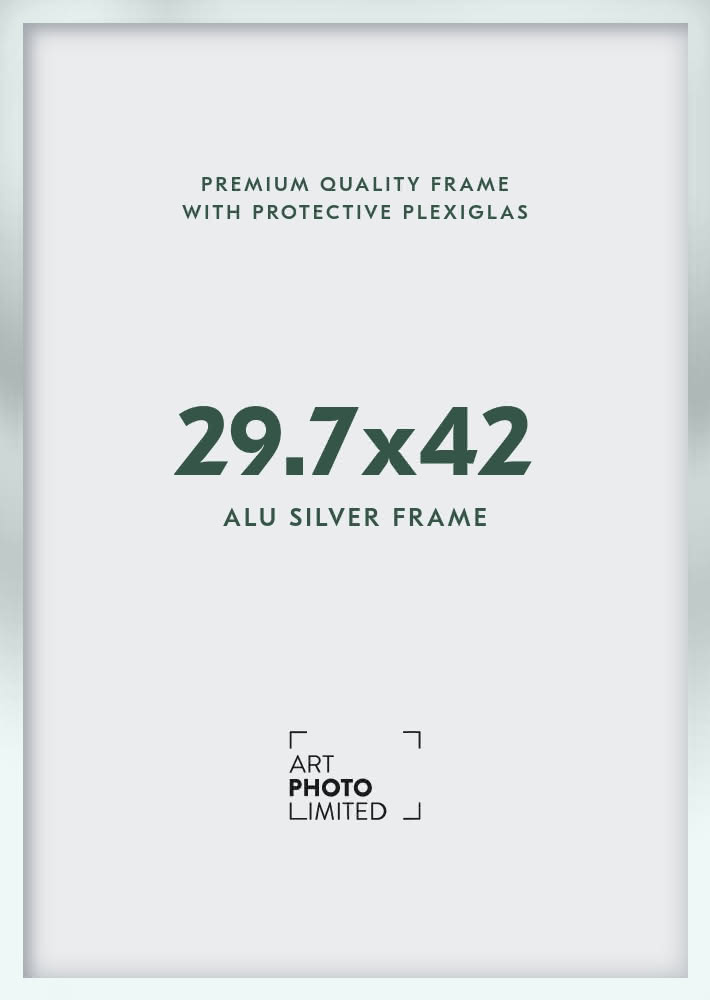 PREMIUM QUALITY FRAME
WITH PROTECTIVE PLEXIGLAS
29.7x42
ALU SILVER FRAME
ART
PHOTO
LIMITED